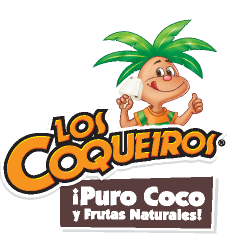 LOS
COQUEIROS®
¡Puro Coco
y Frutas Naturales!